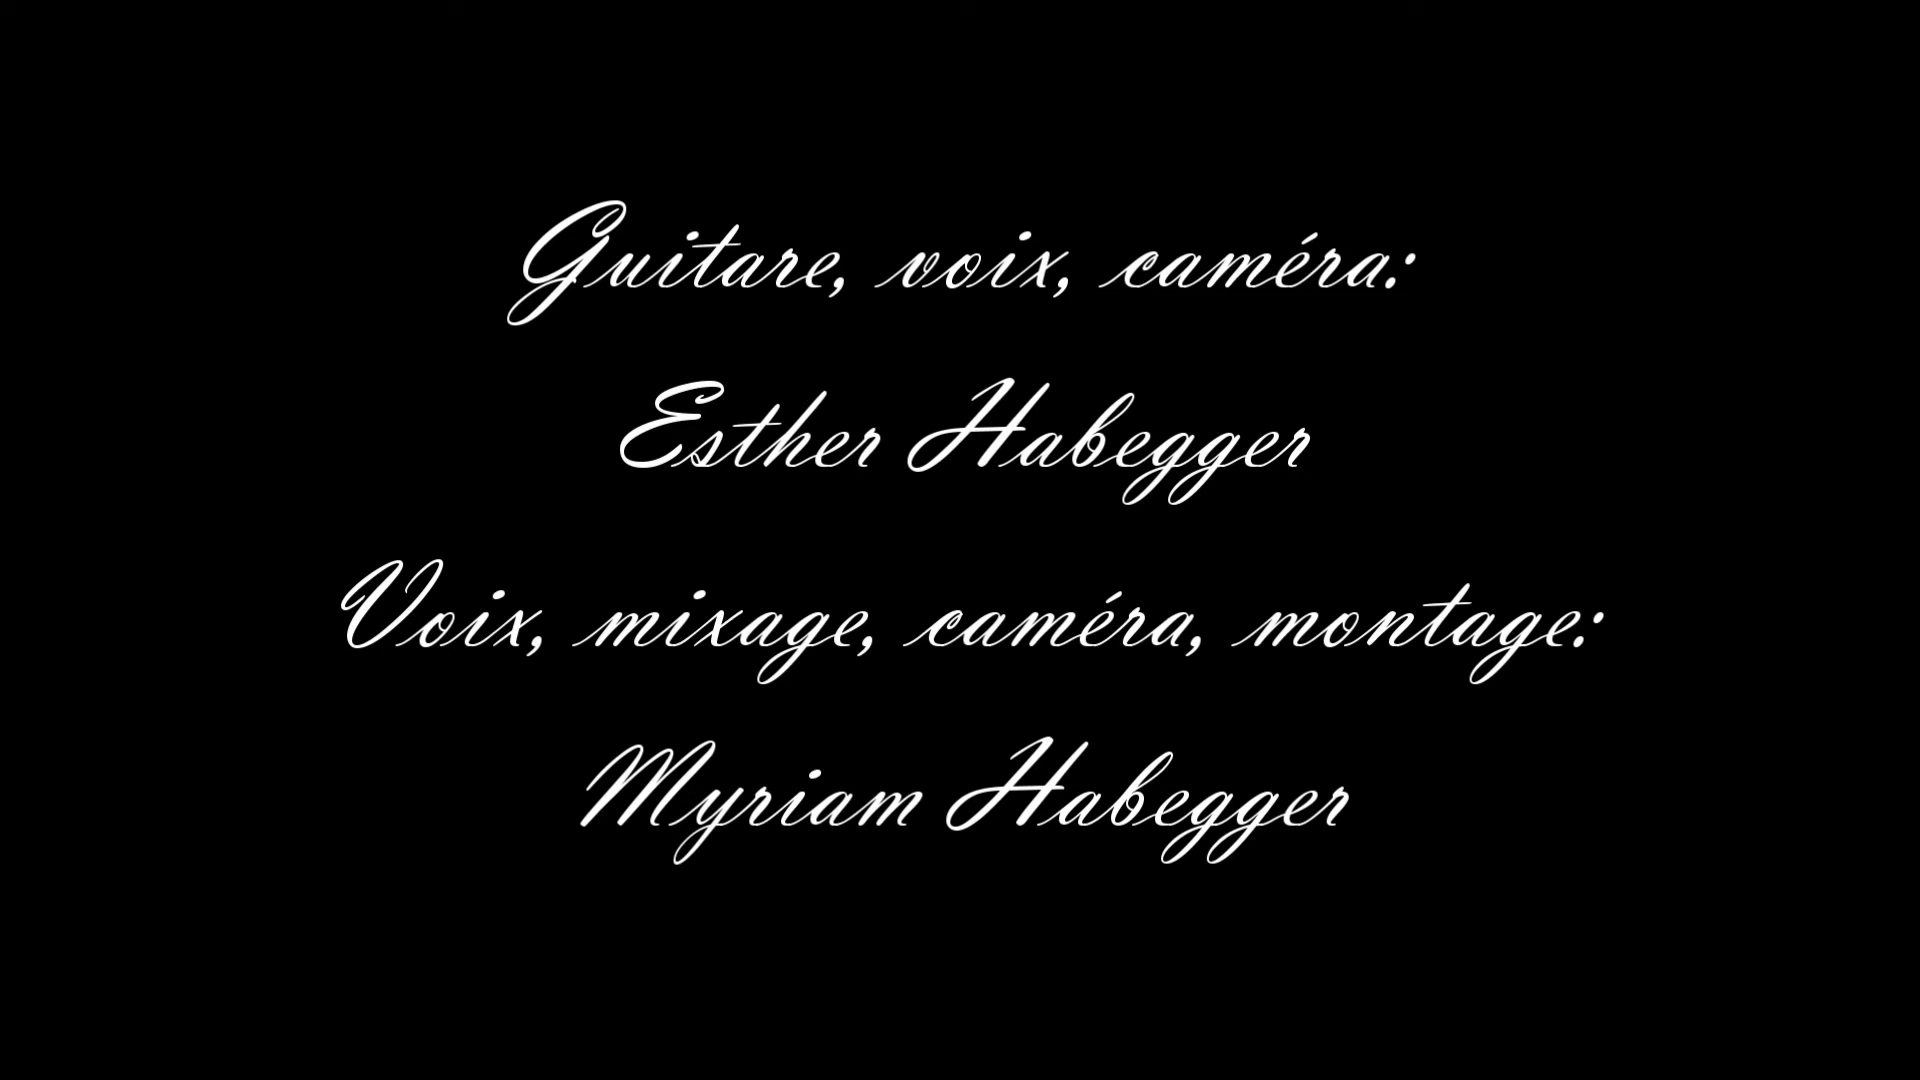 Guitare, voix, caméra:
Esther Habegger
Voix, mixage, caméra, montage:
Myriam Habegger